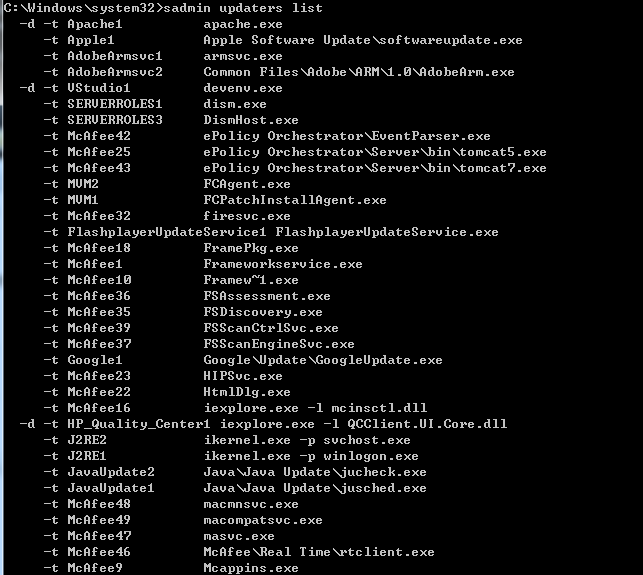 C:\Windows\system32>sadmin updaters list
-d -t Apache1 apache.exe
-t Apple1 Apple Software Update\softwareupdate.exe
-t AdobeArmsvc1 armsvc.exe
-t AdobeArmsvc2 Common Files\Adobe\ARM\1.0\AdobeArm.exe
-d -t VStudio1 devenv.exe
-t SERVERROLES1 dism.exe
-t SERVERROLES3 DismHost.exe
-t McAfee42 ePolicy Orchestrator\EventParser.exe
-t McAfee25 ePolicy Orchestrator\Server\bin\tomcat5.exe
-t McAfee43 ePolicy Orchestrator\Server\bin\tomcat7.exe
-t MVM2 FCAgent.exe
-t MVM1 FCPatchInstallAgent.exe
-t McAfee32 firesvc.exe
-t FlashplayerUpdateService1 FlashplayerUpdateService.exe
-t McAfee18 FramePkg.exe
-t McAfee1 Frameworkservice.exe
-t McAfee10 Framew~1.exe
-t McAfee36 FSAssessment.exe
-t McAfee35 FSDiscovery.exe
-t McAfee39 FSScanCtrlSvc.exe
-t McAfee37 FSScanEngineSvc.exe
-t Google1 Google\Update\GoogleUpdate.exe
-t McAfee23 HIPSvc.exe
-t McAfee22 HtmlDlg.exe
-t McAfee16 iexplore.exe -l mcinsctl.dll
-d -t HP_Quality_Center1 iexplore.exe -l QCClient.UI.Core.dll
-t J2RE2 ikernel.exe -p svchost.exe
-t J2RE1 ikernel.exe -p winlogon.exe
-t JavaUpdate2 Java\Java Update\jucheck.exe
-t JavaUpdate1 Java\Java Update\jusched.exe
-t McAfee48 macmnsvc.exe
-t McAfee49 macompatsvc.exe
-t McAfee47 masvc.exe
-t McAfee46 McAfee\Real Time\rtclient.exe
-t McAfee9 Mcappins.exe